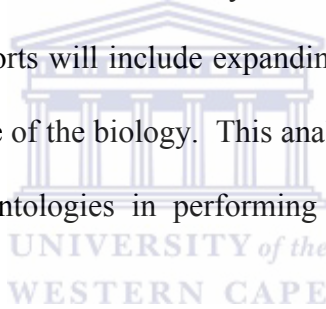 orts will include expandin
e of the biology. This ana
ntologies in performing
UNIVERSITY of the
WESTERN CAPE